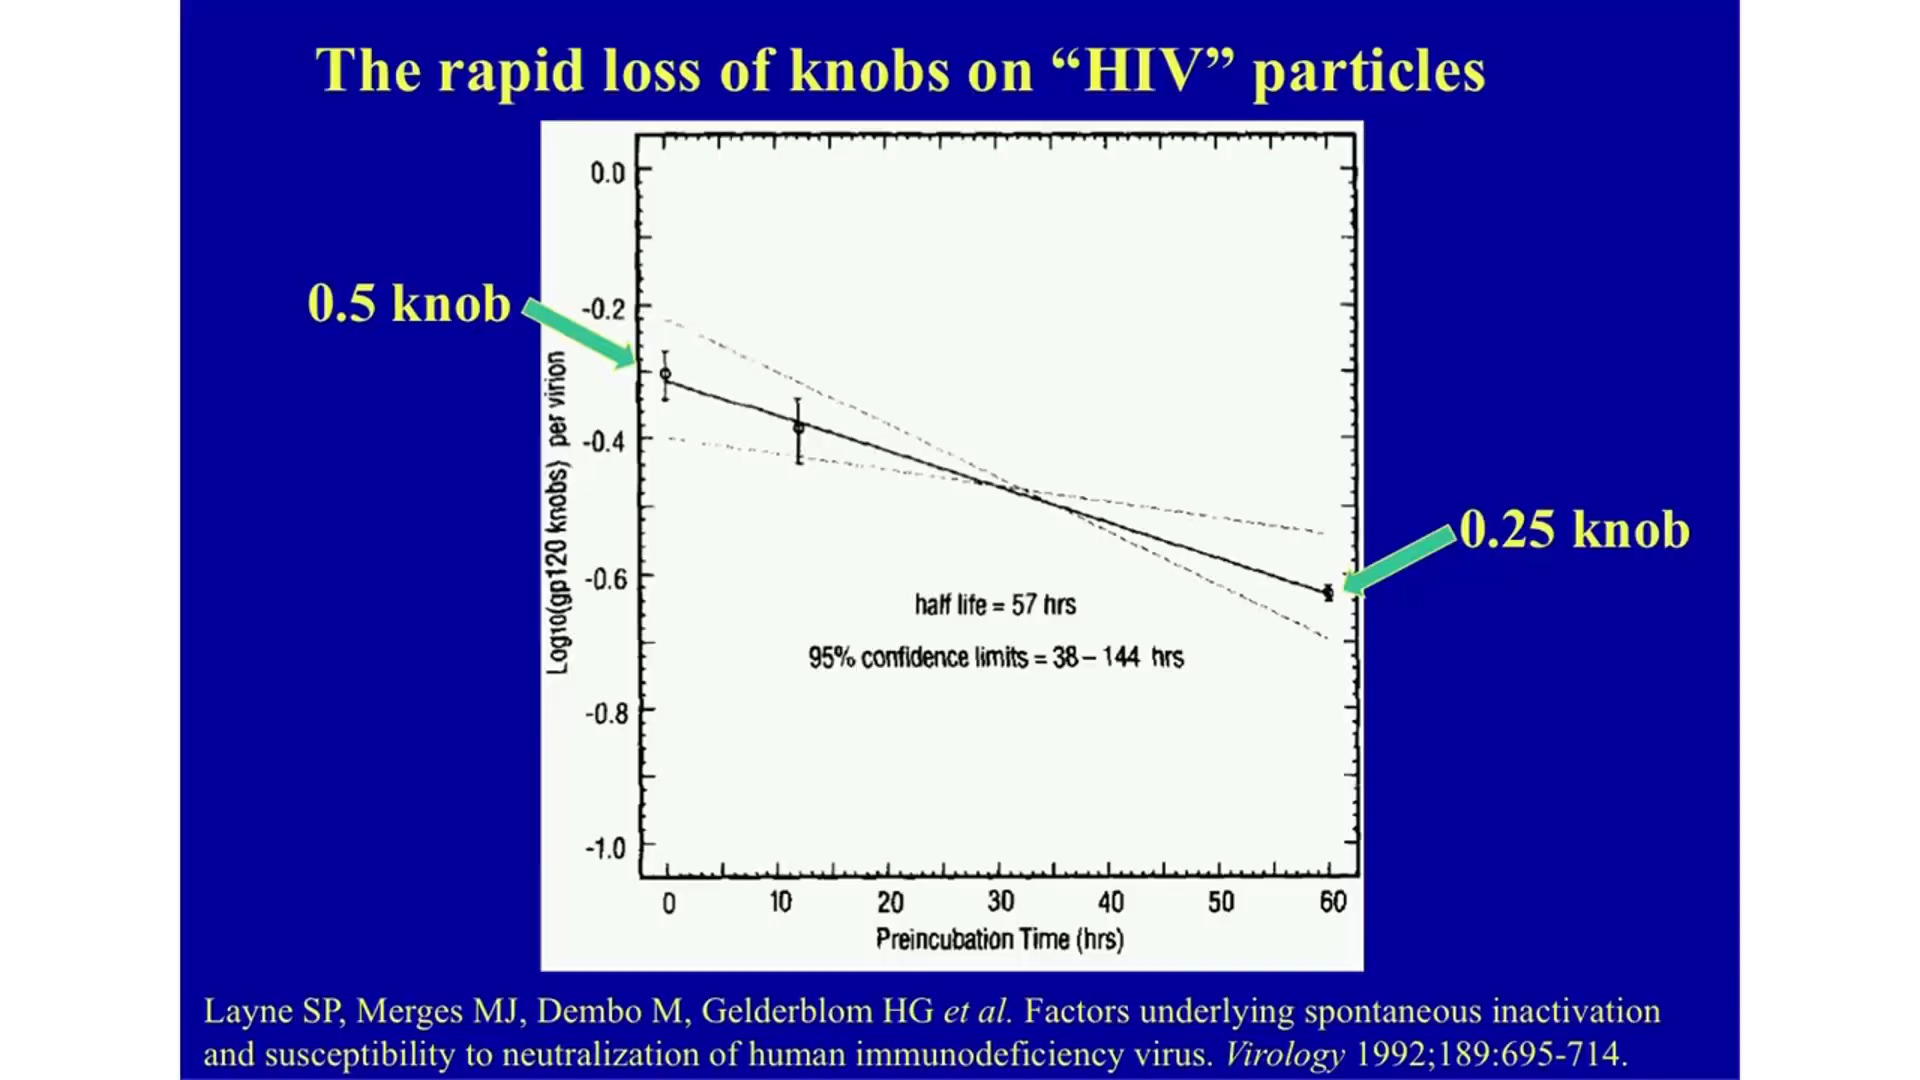 The rapid loss of knobs on “HIV” particles
0.0
-0.2
-0.4
-0.6
-0.8
-1.0
Log10(gp120 knobs) per virion
0.5 knob
0.25 knob
half life = 57 hrs
95% confidence limits = 38 – 144 hrs
0 10 20 30 40 50 60
Preincubation Time (hrs)
Layne SP, Merges MJ, Dembo M, Gelderblom HG et al. Factors underlying spontaneous inactivation
and susceptibility to neutralization of human immunodeficiency virus. Virology 1992;189:695-714.